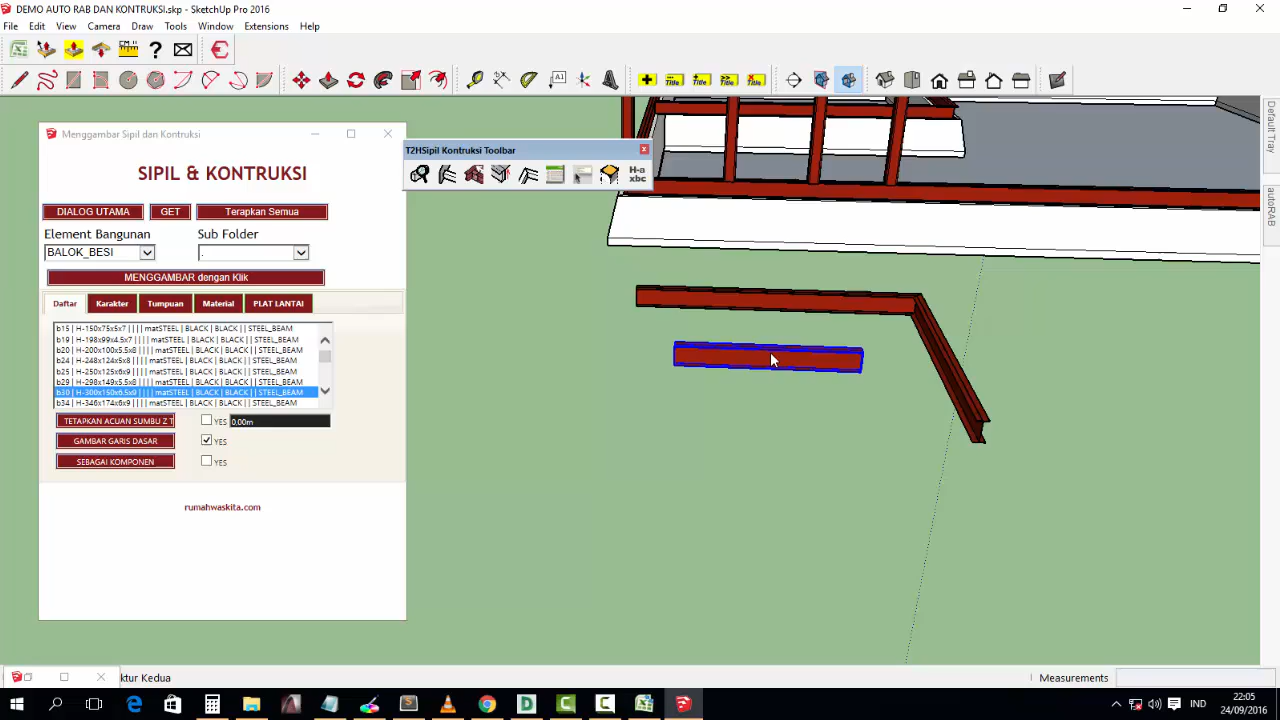 DEMO AUTO RAB DAN KONTRUKSI.skp - SketchUp Pro 2016
File Edit View Camera Draw Tools Window Extensions Help
Menggambar Sipil dan Kontruksi
T2HSipil Kontruksi Toolbar
H-a
xbc
SIPIL & KONTRUKSI
DIALOG UTAMA GET Terapkan Semua
Element Bangunan Sub Folder
BALOK_BESI .
MENGGAMBAR dengan Klik
Daftar Karakter Tumpuan Material PLAT LANTAI
b15 | H-150x75x5x7 | | | | matSTEEL | BLACK | BLACK | | STEEL_BEAM
b19 | H-198x99x4.5x7 | | | | matSTEEL | BLACK | BLACK | | STEEL_BEAM
b20 | H-200x100x5.5x8 | | | | matSTEEL | BLACK | BLACK | | STEEL_BEAM
b24 | H-248x124x5x8 | | | | matSTEEL | BLACK | BLACK | | STEEL_BEAM
b25 | H-250x125x6x9 | | | | matSTEEL | BLACK | BLACK | | STEEL_BEAM
b29 | H-298x149x5.5x8 | | | | matSTEEL | BLACK | BLACK | | STEEL_BEAM
b30 | H-300x150x6.5x9 | | | | matSTEEL | BLACK | BLACK | | STEEL_BEAM
b34 | H-346x174x6x9 | | | | matSTEEL | BLACK | BLACK | | STEEL_BEAM
TETAPKAN ACUAN SUMBU Z T YES 0,00m
GAMBAR GARIS DASAR YES
SEBAGAI KOMPONEN YES
rumahwaskita.com
Default Tray
autoRAB
ktur Kedua
Measurements
IND
22:05
24/09/2016